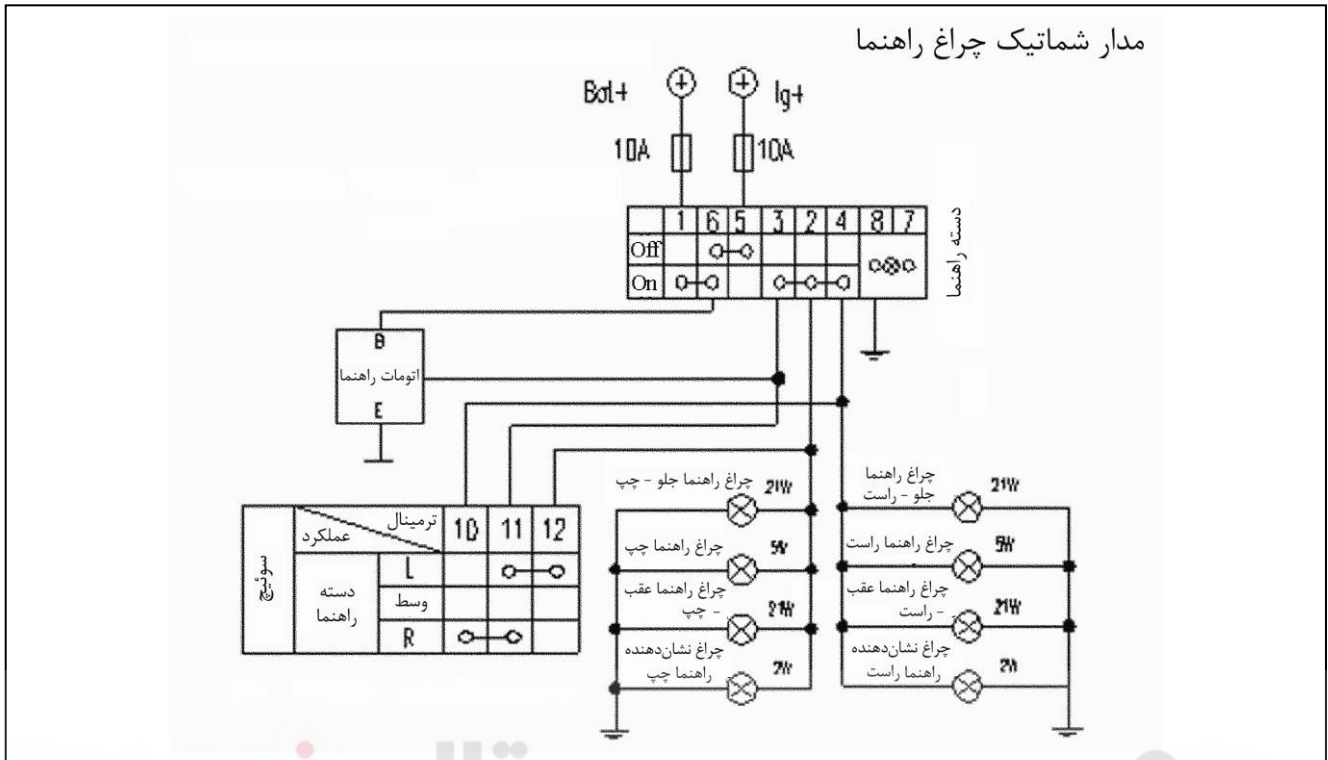 مدار شماتیک چراغ راهنما
Bat+
Ig+
10A
10A
1 6 5 3 2 4 8 7
Off
On
دسته راهنما
B
اتومات راهنما
E
سوئیچ
ترمینال
عملکرد
10 11 12
دسته
راهنما
L
وسط
R
چراغ راهنما جلو - چپ
21W
چراغ راهنما چپ
5W
چراغ راهنما عقب
- چپ
21W
چراغ نشان‌دهنده
راهنما چپ
2W
چراغ راهنما
جلو - راست
21W
چراغ راهنما راست
5W
چراغ راهنما عقب
- راست
21W
چراغ نشان‌دهنده
راهنما راست
2W